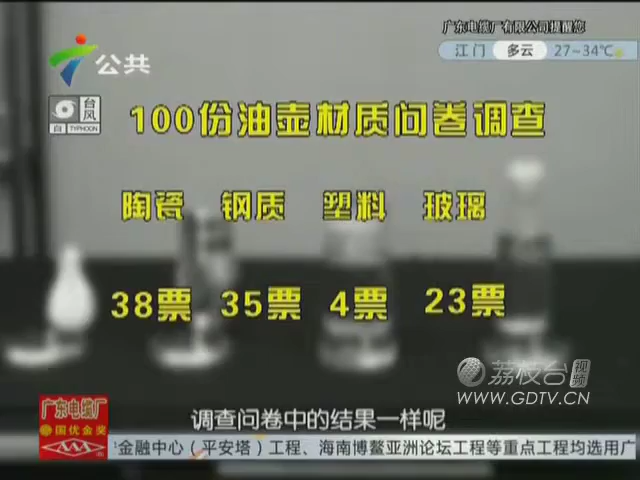 广东电缆厂有限公司提醒您
公共
江门 多云 27-34℃
台风
白 TYPHOON
100份油壶材质问卷调查
陶瓷 钢质 塑料 玻璃
38票 35票 4票 23票
荔枝台 视频
WWW.GDTV.CN
广东电缆厂
国优金奖
AAA
调查问卷中的结果一样呢
金融中心（平安塔）工程、海南博鳌亚洲论坛工程等重点工程均选用广